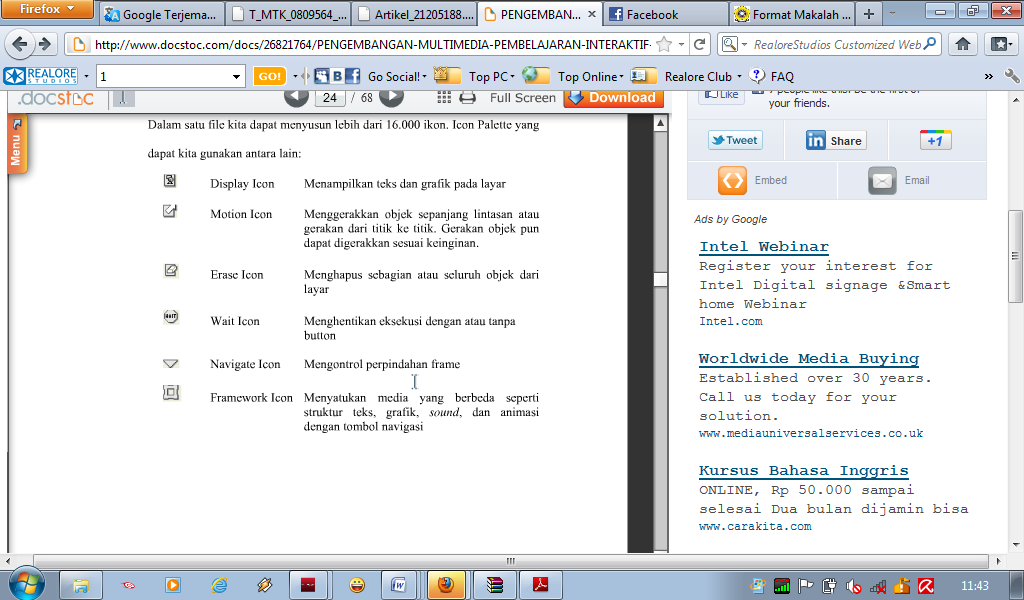 Firefox
Google Terjema...
T_MTK_0809564_...
Artikel_21205188....
PENGEMBAN...
Facebook
Format Makalah ...
http://www.docstoc.com/docs/26821764/PENGEMBANGAN-MULTIMEDIA-PEMBELAJARAN-INTERAKTIF-
RealoreStudios Customized Web
REALORE
STUDIOS
1
GO!
B
Go Social!
Top PC
Top Online
Realore Club
FAQ
.docstoc
24 / 68
Full Screen
Download
Menu
Dalam satu file kita dapat menyusun lebih dari 16.000 ikon. Icon Palette yang
dapat kita gunakan antara lain:
Display Icon Menampilkan teks dan grafik pada layar
Motion Icon Menggerakkan objek sepanjang lintasan atau
gerakan dari titik ke titik. Gerakan objek pun
dapat digerakkan sesuai keinginan.
Erase Icon Menghapus sebagian atau seluruh objek dari
layar
WAIT
Wait Icon Menghentikan eksekusi dengan atau tanpa
button
Navigate Icon Mengontrol perpindahan frame
Framework Icon Menyatukan media yang berbeda seperti
struktur teks, grafik, sound, dan animasi
dengan tombol navigasi
Like
7 people like this. Be the first of
your friends.
Tweet
in Share
+1
Embed
Email
Ads by Google
Intel Webinar
Register your interest for
Intel Digital signage &Smart
home Webinar
Intel.com
Worldwide Media Buying
Established over 30 years.
Call us today for your
solution.
www.mediauniversalservices.co.uk
Kursus Bahasa Inggris
ONLINE, Rp 50.000 sampai
selesai Dua bulan dijamin bisa
www.carakita.com
11:43